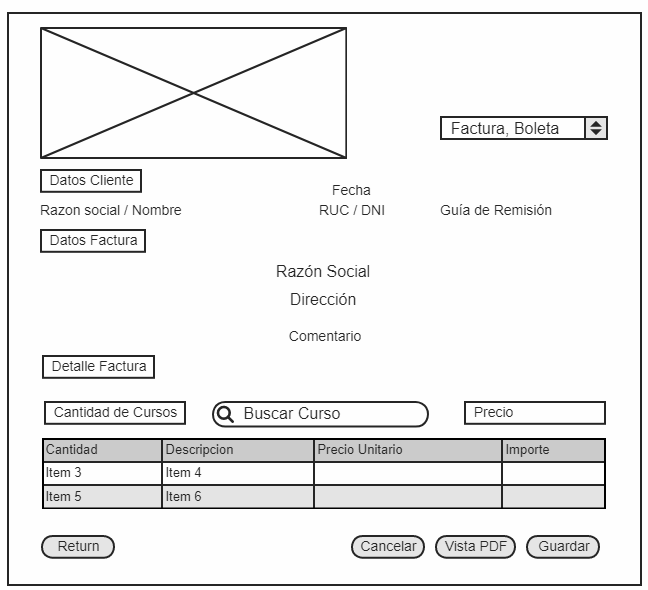 Factura, Boleta
Datos Cliente
Fecha
Razon social / Nombre RUC / DNI Guía de Remisión
Datos Factura
Razón Social
Dirección
Comentario
Detalle Factura
Cantidad de Cursos Buscar Curso Precio
Cantidad Descripcion Precio Unitario Importe
Item 3 Item 4
Item 5 Item 6
Return Cancelar Vista PDF Guardar